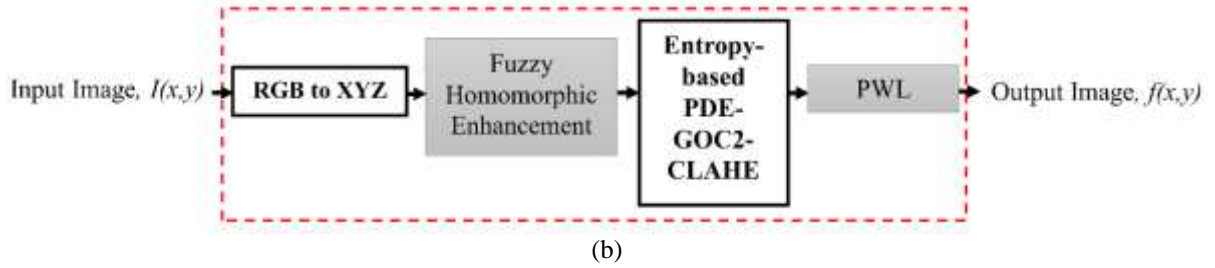 Input Image, I(x,y)
RGB to XYZ
Fuzzy
Homomorphic
Enhancement
Entropy-
based
PDE-
GOC2-
CLAHE
PWL
Output Image, f(x,y)
(b)